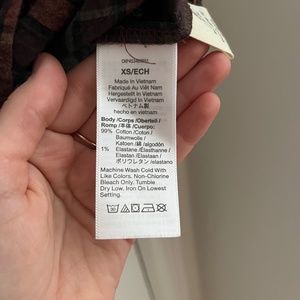 XS/ECH
Made In Vietnam
Fabriqué Au Viêt Nam
Hergestellt In Vietnam
Vervaardigd In Vietnam
ベトナム製
hecho en vietnam
Body /Corps /Oberteil /
Romp /本体 /Cuerpo:
99% Cotton /Coton /
Baumwolle /
Katoen /綿 /algodón
1% Elastane /Elasthanne /
Elastan /Elastaan /
ポリウレタン /elastano
Machine Wash Cold With
Like Colors. Non-Chlorine
Bleach Only. Tumble
Dry Low. Iron On Lowest
Setting.